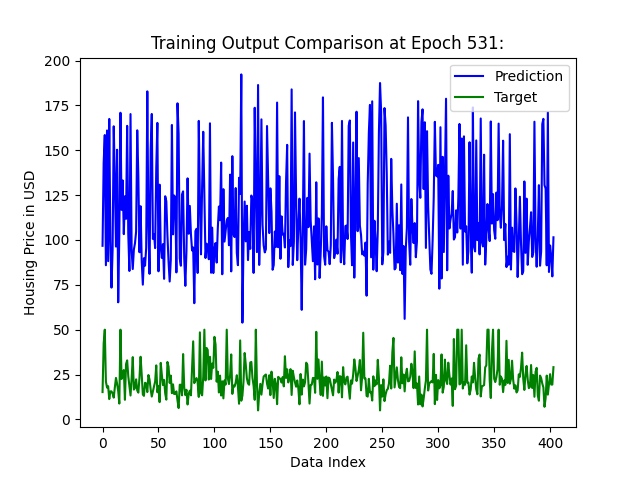 Training Output Comparison at Epoch 531:
Prediction
Target
Housing Price in USD
200
175
150
125
100
75
50
25
0
0 50 100 150 200 250 300 350 400
Data Index